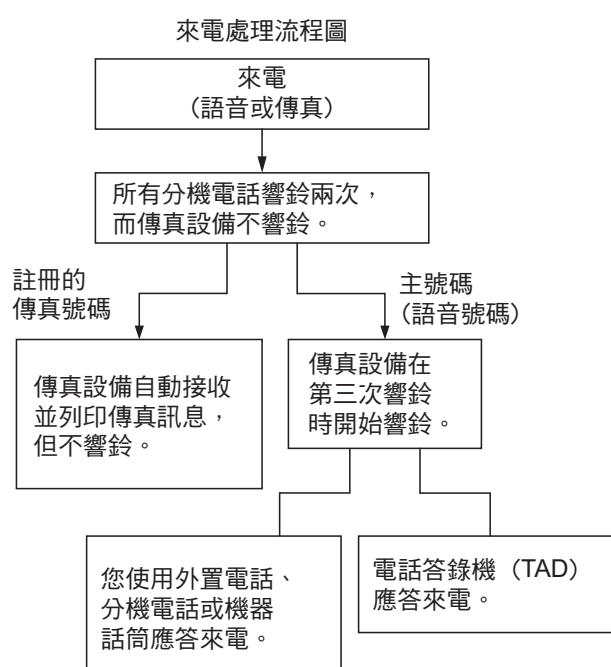 來電處理流程圖
來電
（語音或傳真）
所有分機電話響鈴兩次，
而傳真設備不響鈴。
註冊的
傳真號碼
主號碼
（語音號碼）
傳真設備自動接收
並列印傳真訊息，
但不響鈴。
傳真設備在
第三次響鈴
時開始響鈴。
您使用外置電話、
分機電話或機器
話筒應答來電。
電話答錄機（TAD）
應答來電。